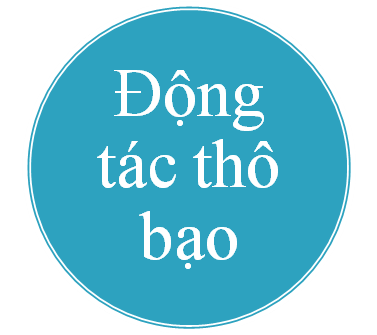 Động
tác thô
bạo